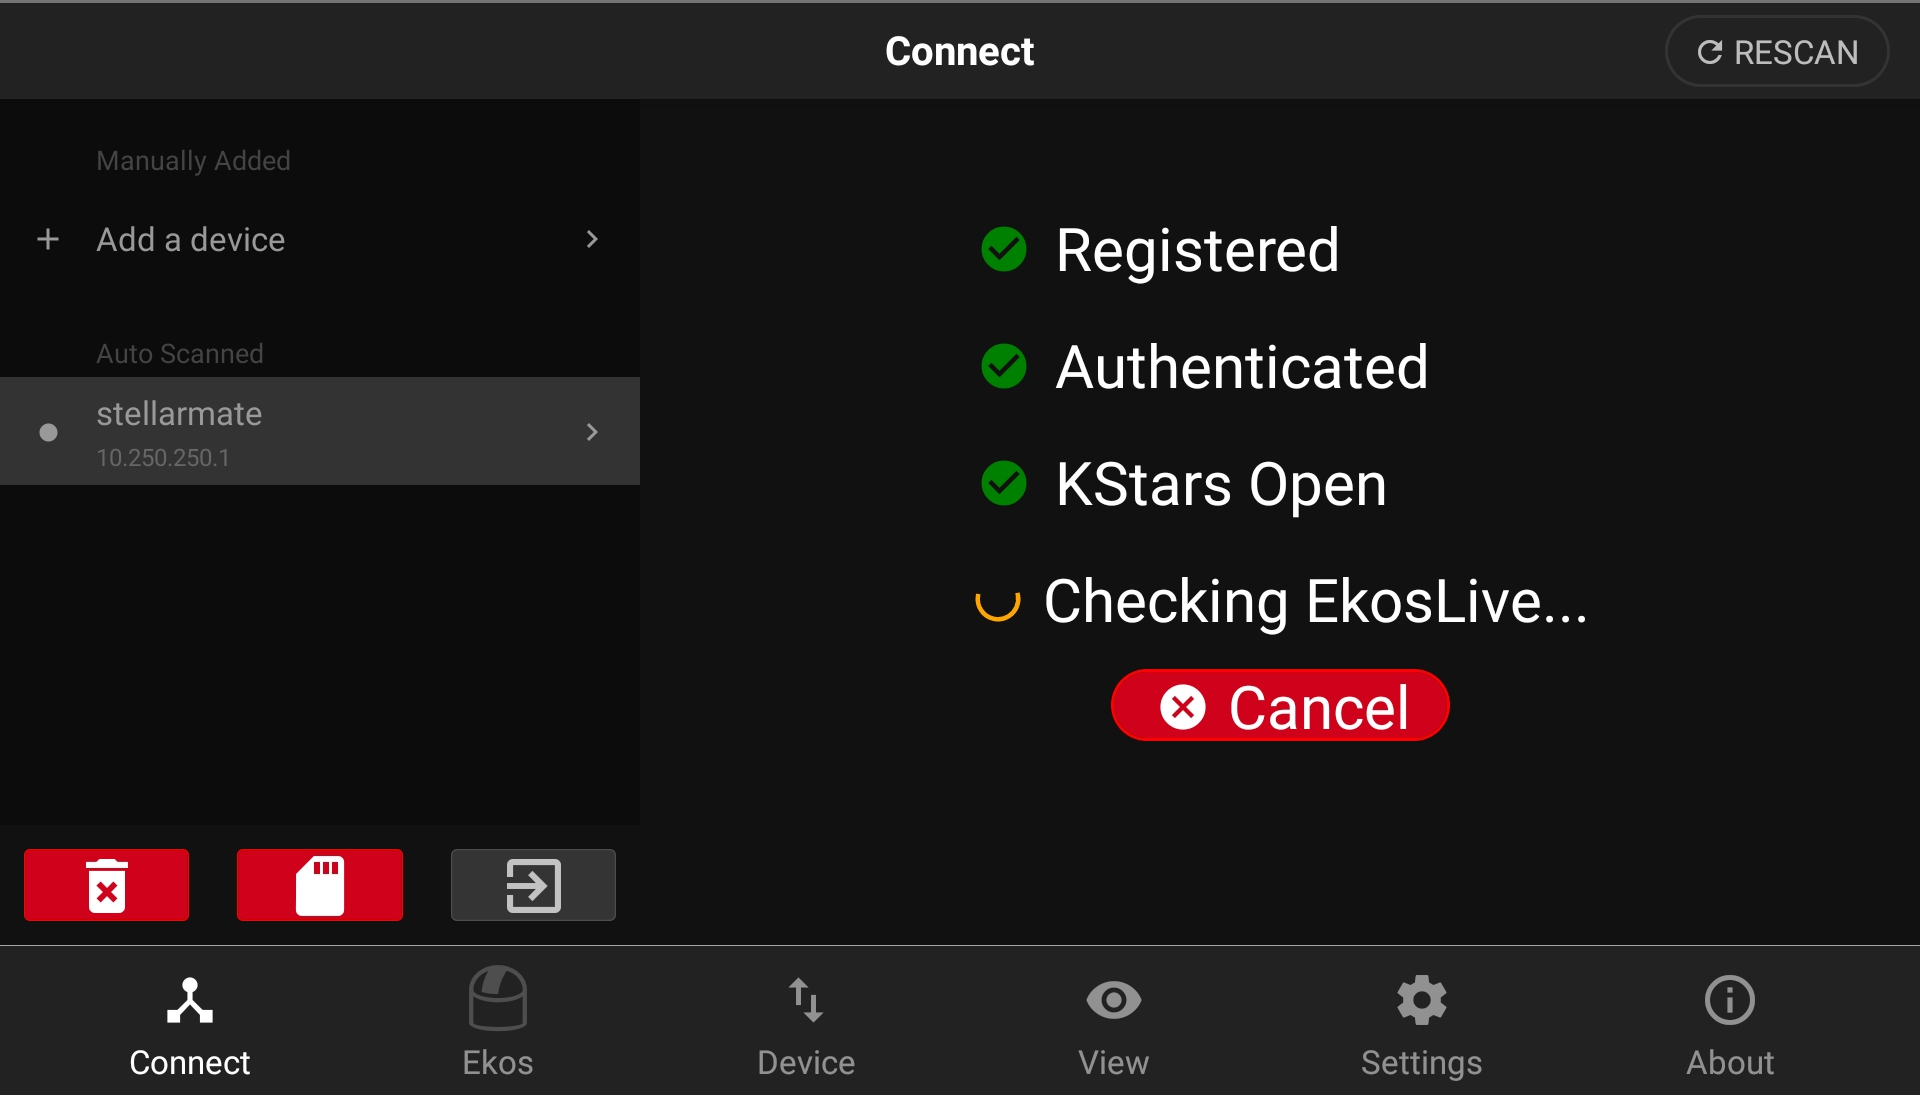 Connect
RESCAN
Manually Added
Add a device
Auto Scanned
stellarmate
10.250.250.1
Registered
Authenticated
KStars Open
Checking EkosLive...
Cancel
Connect
Ekos
Device
View
Settings
About